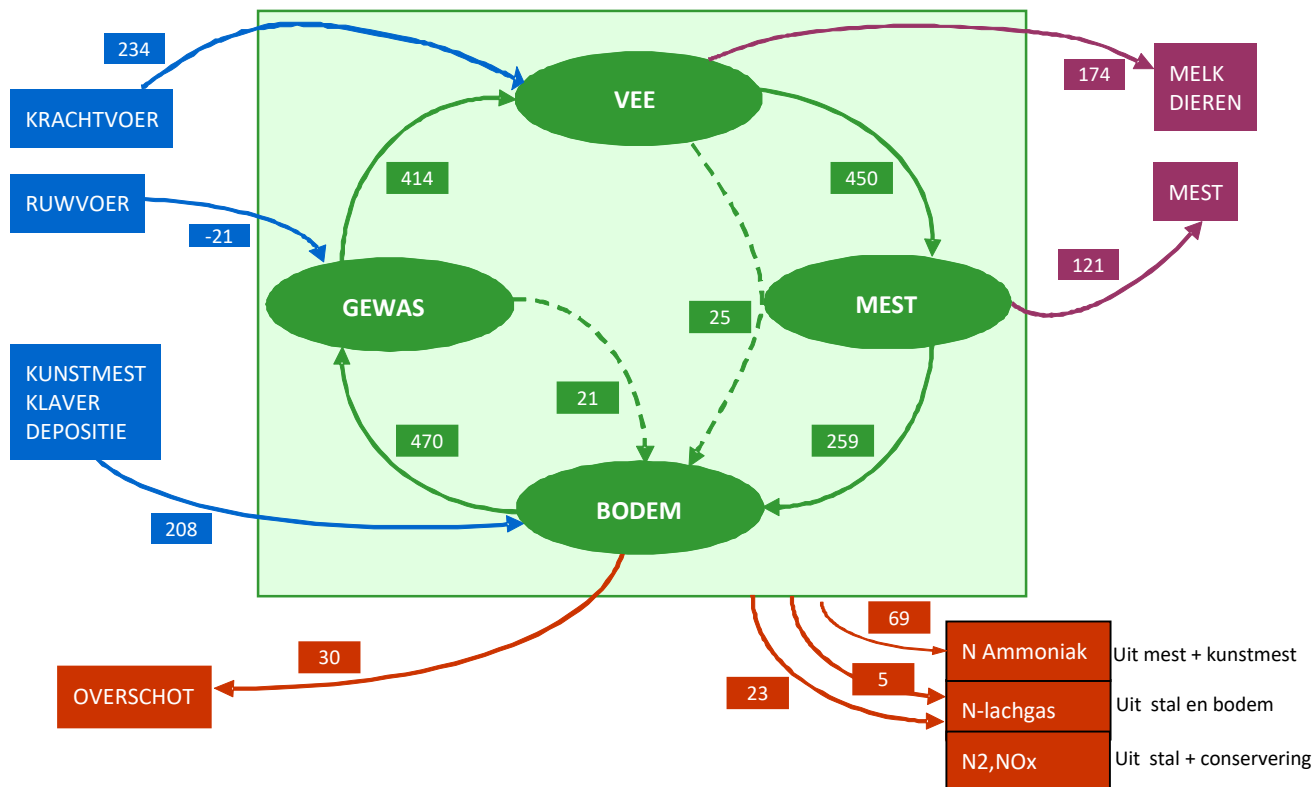 234
KRACHTVOER
VEE
174
MELK
DIEREN
414
450
RUWVOER
-21
MEST
121
GEWAS
MEST
25
21
KUNSTMEST
KLAVER
DEPOSITIE
470
259
208
BODEM
30
OVERSCHOT
69
5
23
N Ammoniak
Uit mest + kunstmest
N-lachgas
Uit stal en bodem
N2,NOx
Uit stal + conservering